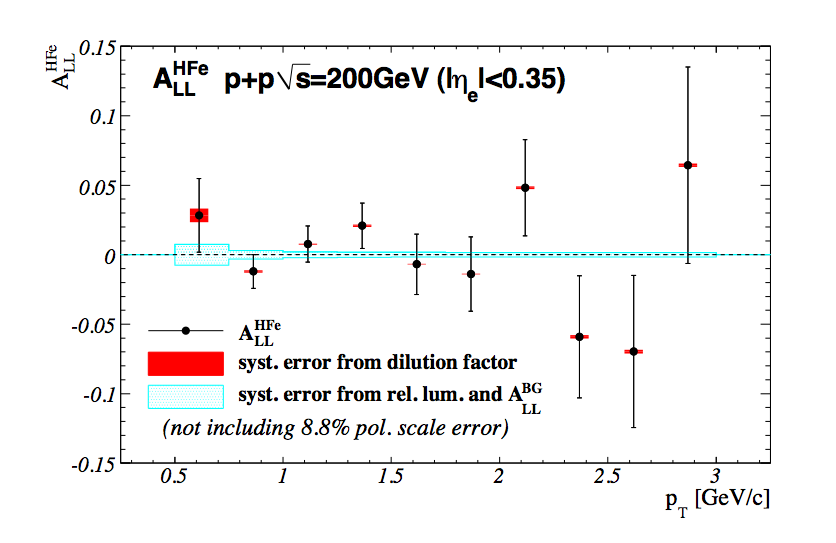 A_LL^HFe
0.15
A_LL^HFe p+p √s=200GeV (|η_e|<0.35)
0.1
0.05
0
-0.05
A_LL^HFe
syst. error from dilution factor
-0.1
syst. error from rel. lum. and A_LL^BG
(not including 8.8% pol. scale error)
-0.15
0.5 1 1.5 2 2.5 3
p_T [GeV/c]